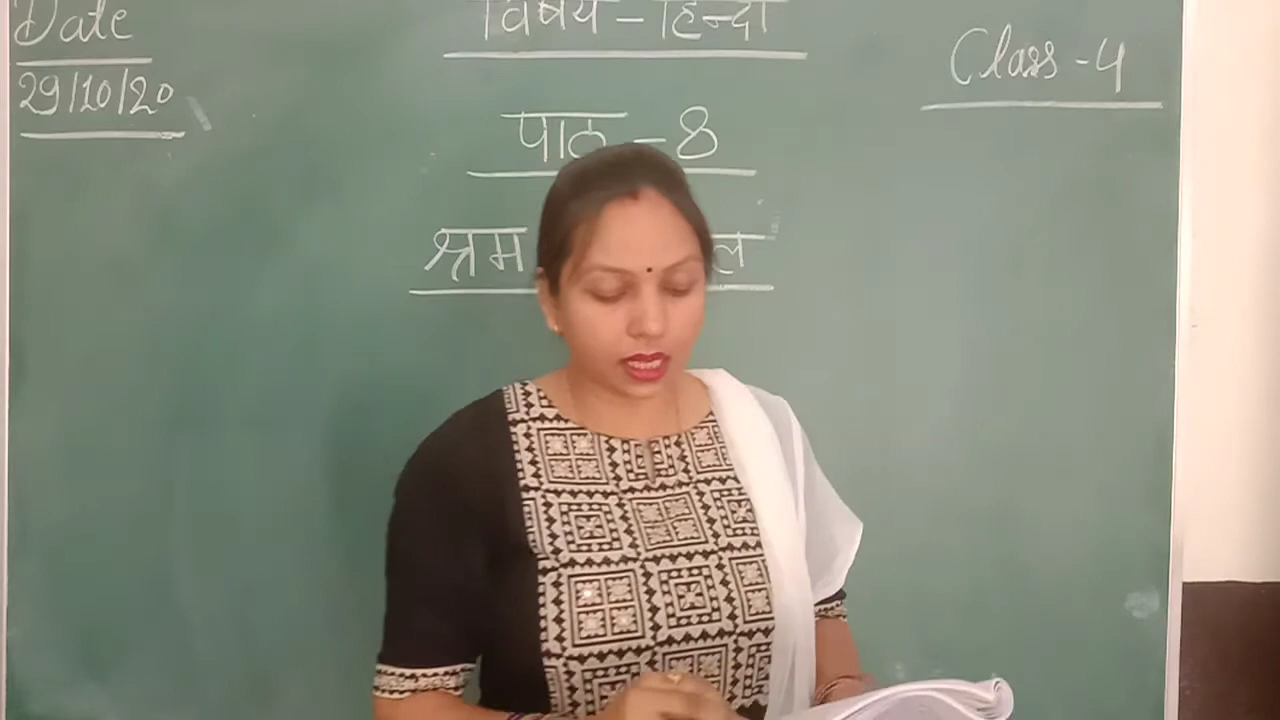 Date
29/10/20
विषय - हिन्दी
Class - 4
पाठ - 8
श्रम